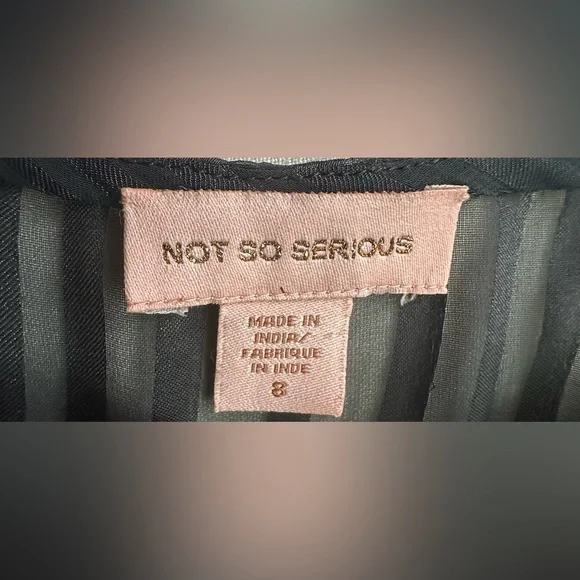 NOT SO SERIOUS
MADE IN
INDIA/
FABRIQUE
IN INDE
8